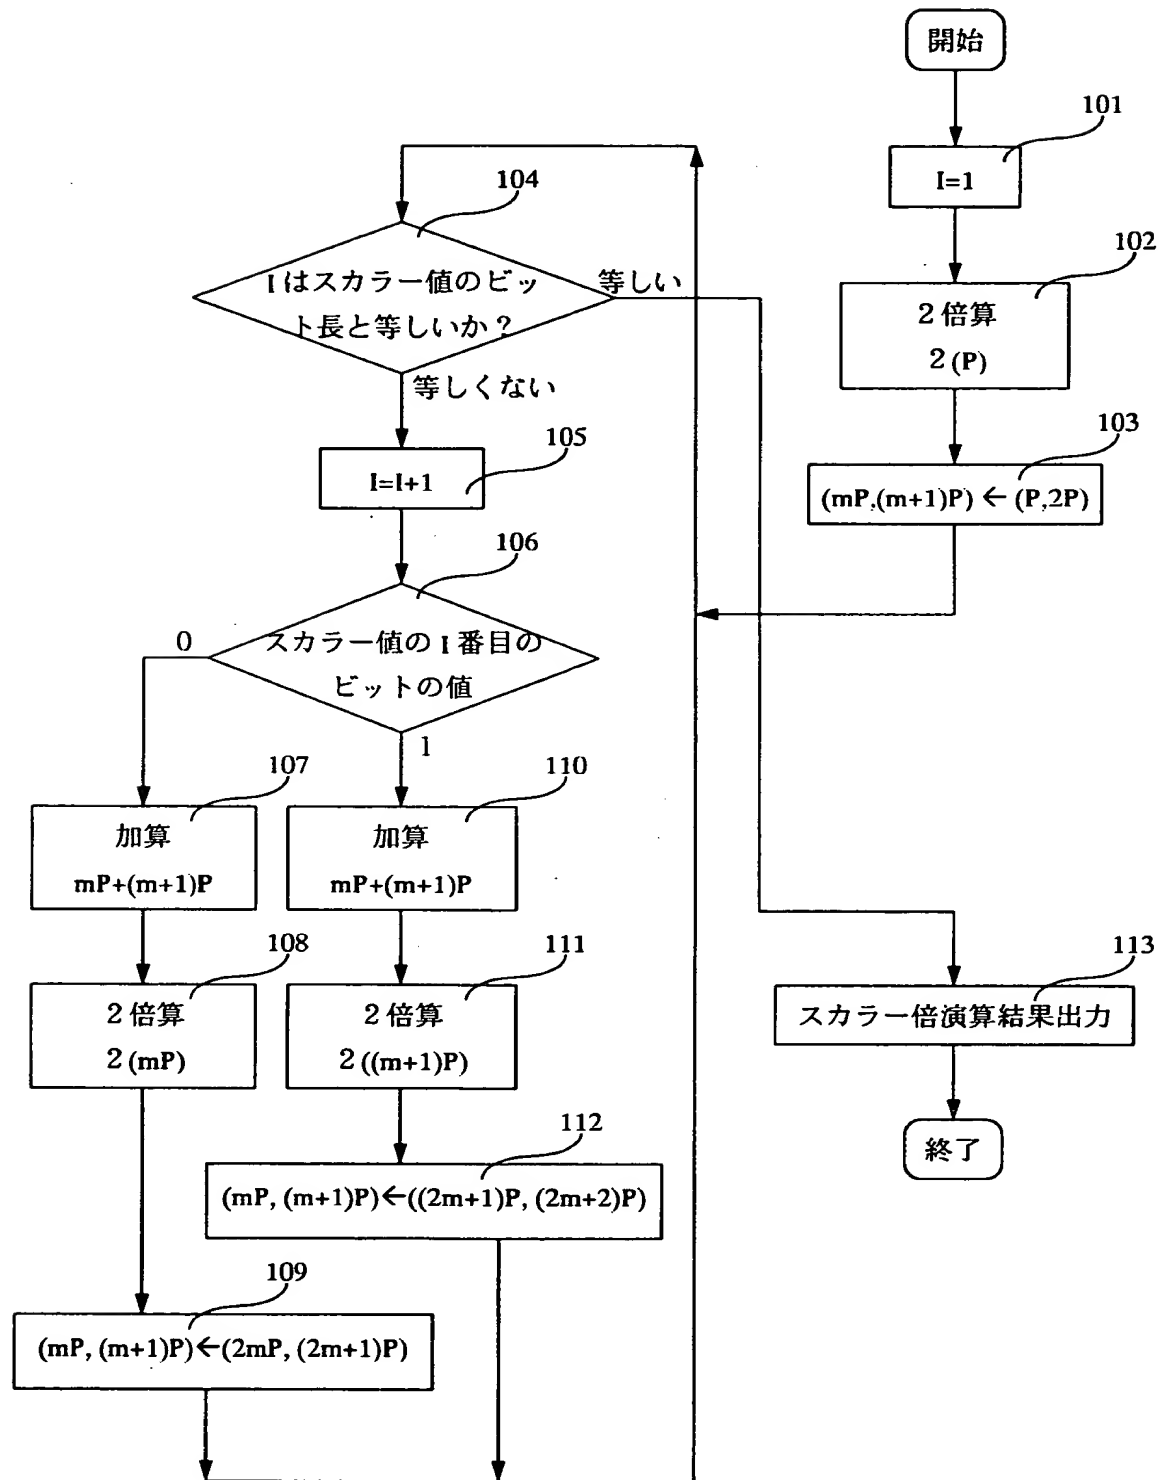 開始
101
I=1
102
2倍算
2(P)
103
(mP,(m+1)P) ← (P,2P)
104
Iはスカラー値のビッ
ト長と等しいか？
等しい
等しくない
105
I=I+1
106
スカラー値のI番目の
ビットの値
0
1
107
加算
mP+(m+1)P
110
加算
mP+(m+1)P
108
2倍算
2(mP)
111
2倍算
2((m+1)P)
112
(mP, (m+1)P)←((2m+1)P, (2m+2)P)
109
(mP, (m+1)P)←(2mP, (2m+1)P)
113
スカラー倍演算結果出力
終了